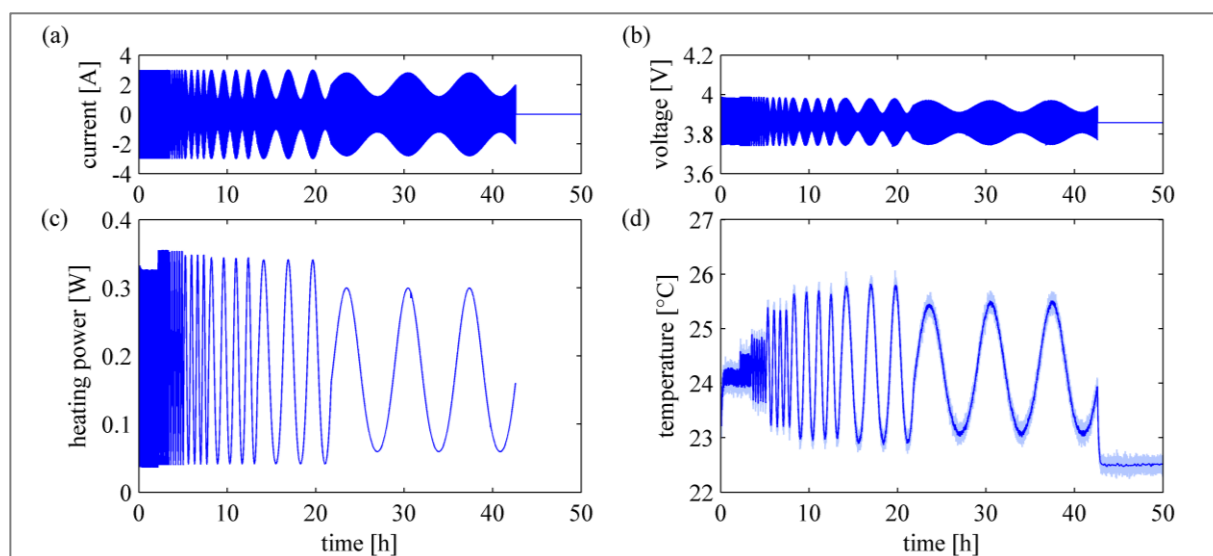 (a)
current [A]
4
2
0
-2
-4
0 10 20 30 40 50
(b)
voltage [V]
4.2
4
3.8
3.6
0 10 20 30 40 50
(c)
heating power [W]
0.4
0.3
0.2
0.1
0
0 10 20 30 40 50
time [h]
(d)
temperature [°C]
27
26
25
24
23
22
0 10 20 30 40 50
time [h]